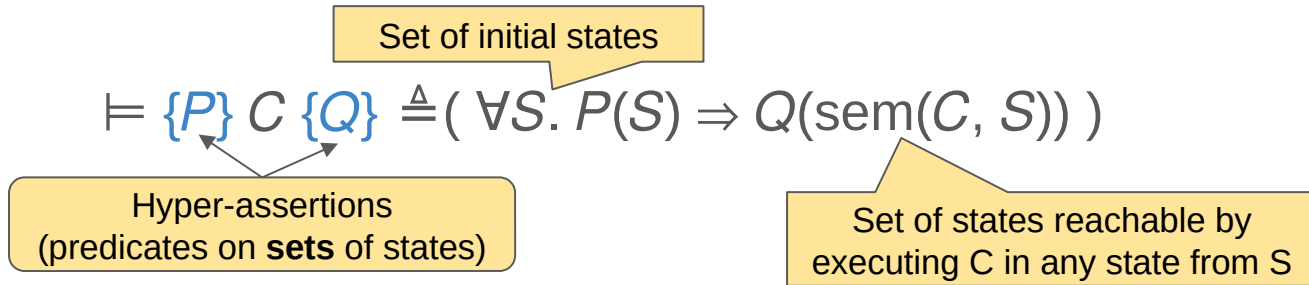 Set of initial states
⊨ {P} C {Q} ≜ ( ∀S. P(S) ⇒ Q(sem(C, S)) )
Hyper-assertions
(predicates on sets of states)
Set of states reachable by
executing C in any state from S